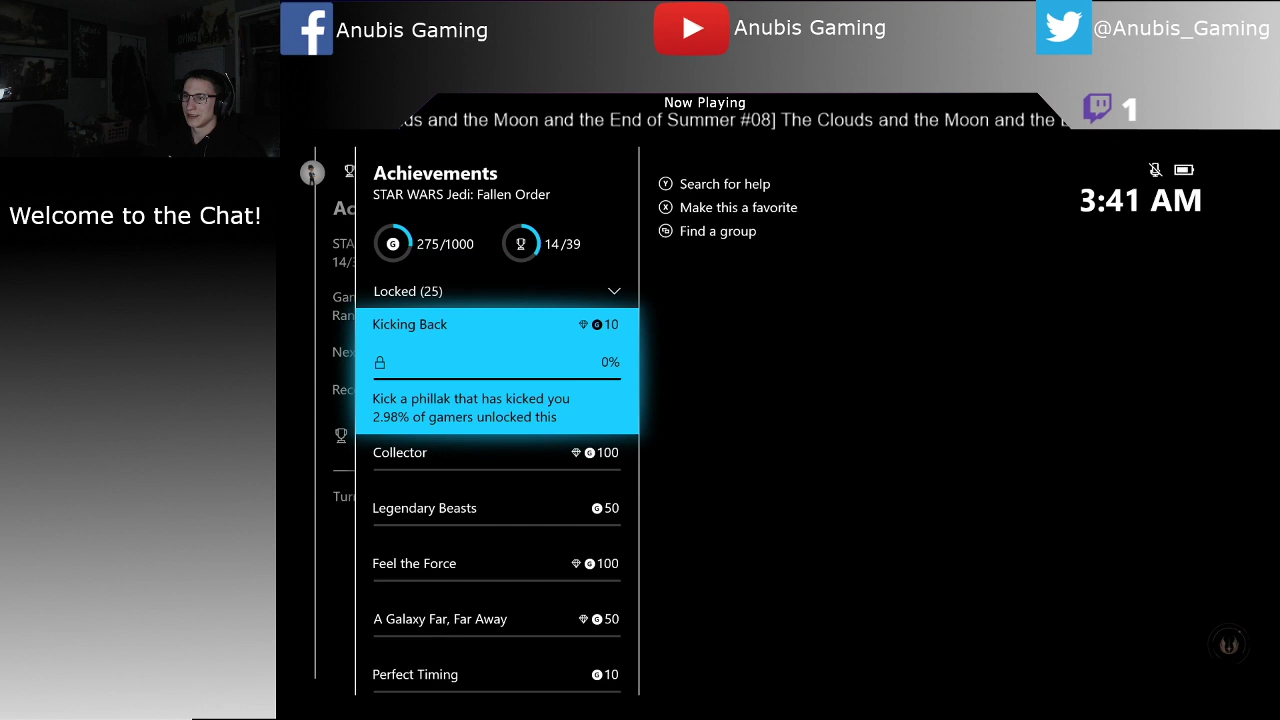 Anubis Gaming
Anubis Gaming
@Anubis_Gaming
Now Playing
and the Moon and the End of Summer #08] The Clouds and the Moon and the
1
Welcome to the Chat!
Achievements
STAR WARS Jedi: Fallen Order
275/1000
14/39
Locked (25)
Kicking Back
10
0%
Kick a phillak that has kicked you
2.98% of gamers unlocked this
Collector
100
Legendary Beasts
50
Feel the Force
100
A Galaxy Far, Far Away
50
Perfect Timing
10
Y Search for help
X Make this a favorite
Find a group
3:41 AM